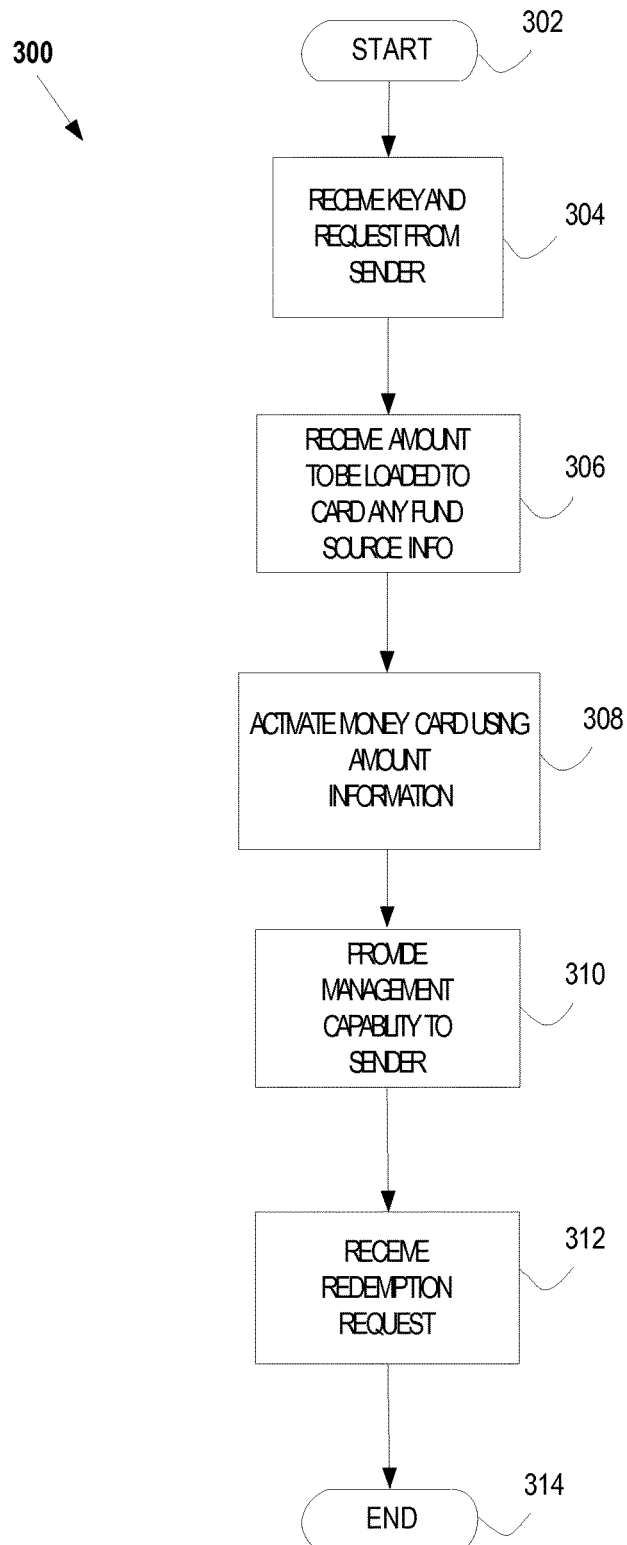 300
START
302
RECEIVE KEY AND
REQUEST FROM
SENDER
304
RECEIVE AMOUNT
TO BE LOADED TO
CARD ANY FUND
SOURCE INFO
306
ACTIVATE MONEY CARD USING
AMOUNT
INFORMATION
308
PROVIDE
MANAGEMENT
CAPABILITY TO
SENDER
310
RECEIVE
REDEMPTION
REQUEST
312
END
314